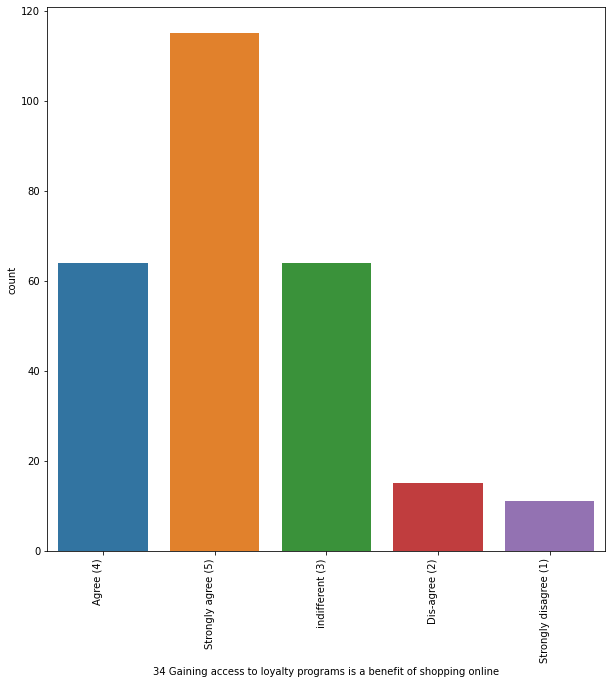 120
100
80
60
40
20
0
count
Agree (4)
Strongly agree (5)
indifferent (3)
Dis-agree (2)
Strongly disagree (1)
34 Gaining access to loyalty programs is a benefit of shopping online